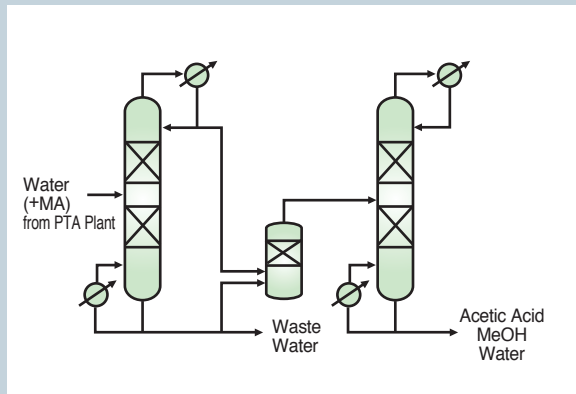 Water
(+MA)
from PTA Plant
Waste
Water
Acetic Acid
MeOH
Water